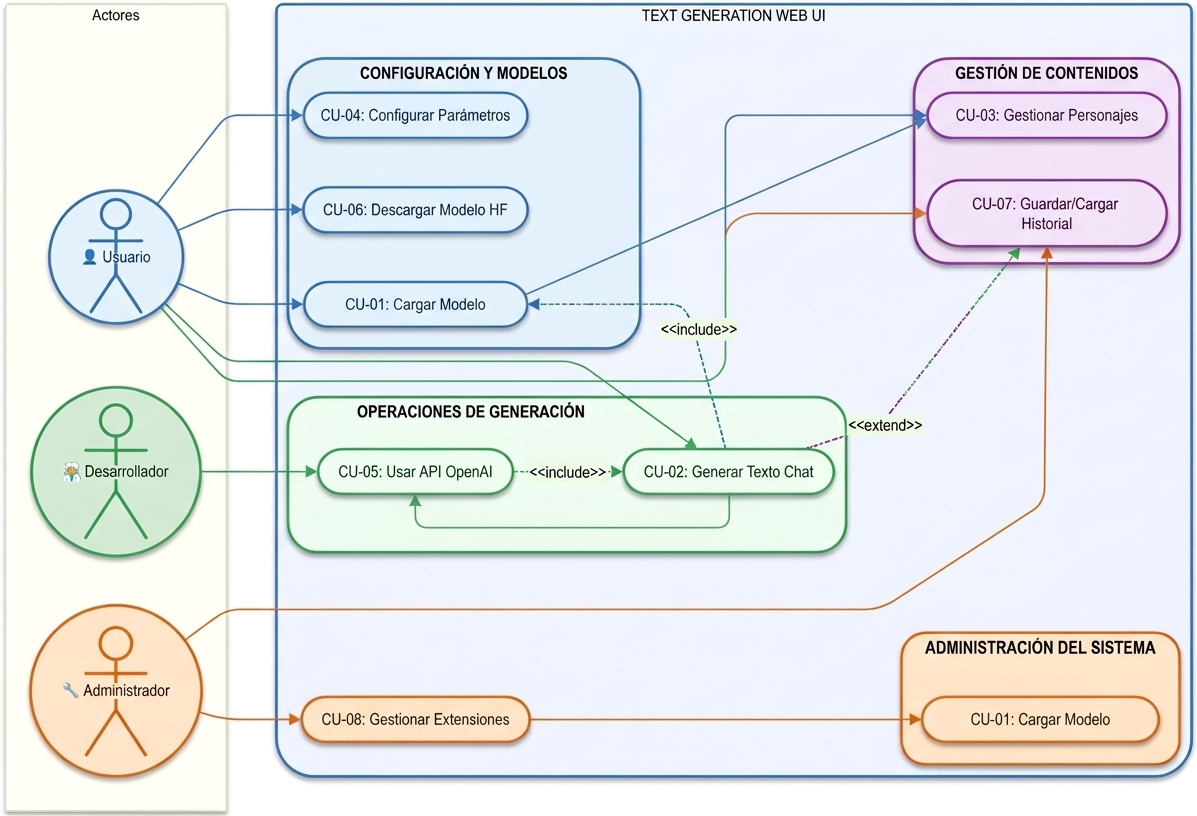 Actores
TEXT GENERATION WEB UI
CONFIGURACIÓN Y MODELOS
CU-04: Configurar Parámetros
CU-06: Descargar Modelo HF
CU-01: Cargar Modelo
GESTIÓN DE CONTENIDOS
CU-03: Gestionar Personajes
CU-07: Guardar/Cargar
Historial
Usuario
<<include>>
OPERACIONES DE GENERACIÓN
<<extend>>
Desarrollador
CU-05: Usar API OpenAI
<<include>>
CU-02: Generar Texto Chat
Administrador
CU-08: Gestionar Extensiones
ADMINISTRACIÓN DEL SISTEMA
CU-01: Cargar Modelo